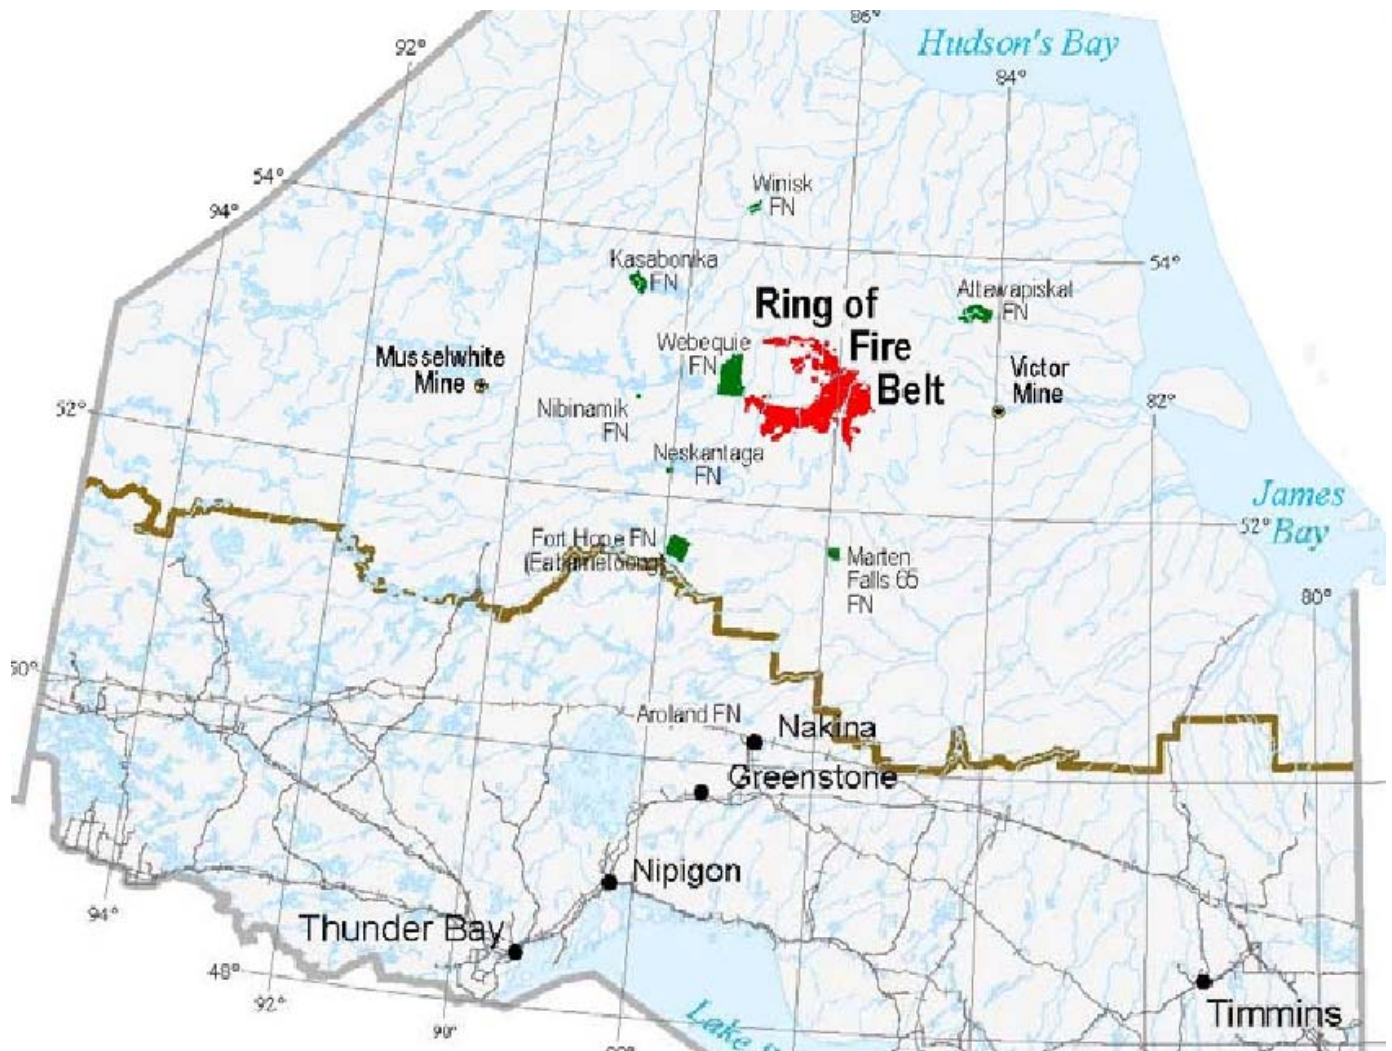 86°
Hudson's Bay
92°
84°
54°
94°
Winisk
FN
Kasabonika
FN
54°
Attawapiskat
FN
Ring of
Fire
Belt
Webequie
FN
Musselwhite
Mine
Victor
Mine
52°
Nibinamik
FN
82°
Neskantaga
FN
James
Bay
52°
Fort Hope FN
(Eabametoong)
Marten
Falls 65
FN
80°
50°
Aroland FN
Nakina
Greenstone
Nipigon
94°
Thunder Bay
48°
92°
90°
Lake
Timmins